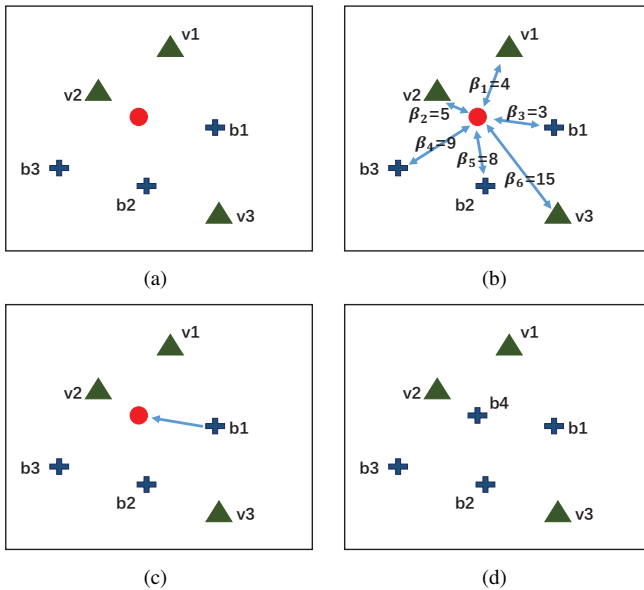 v1
v2
b1
b3
b2
v3
(a)
v1
β₁=4
v2
β₂=5
β₃=3
b1
β₄=9
b3
β₅=8
β₆=15
b2
v3
(b)
v1
v2
b1
b3
b2
v3
(c)
v1
v2
b4
b1
b3
b2
v3
(d)